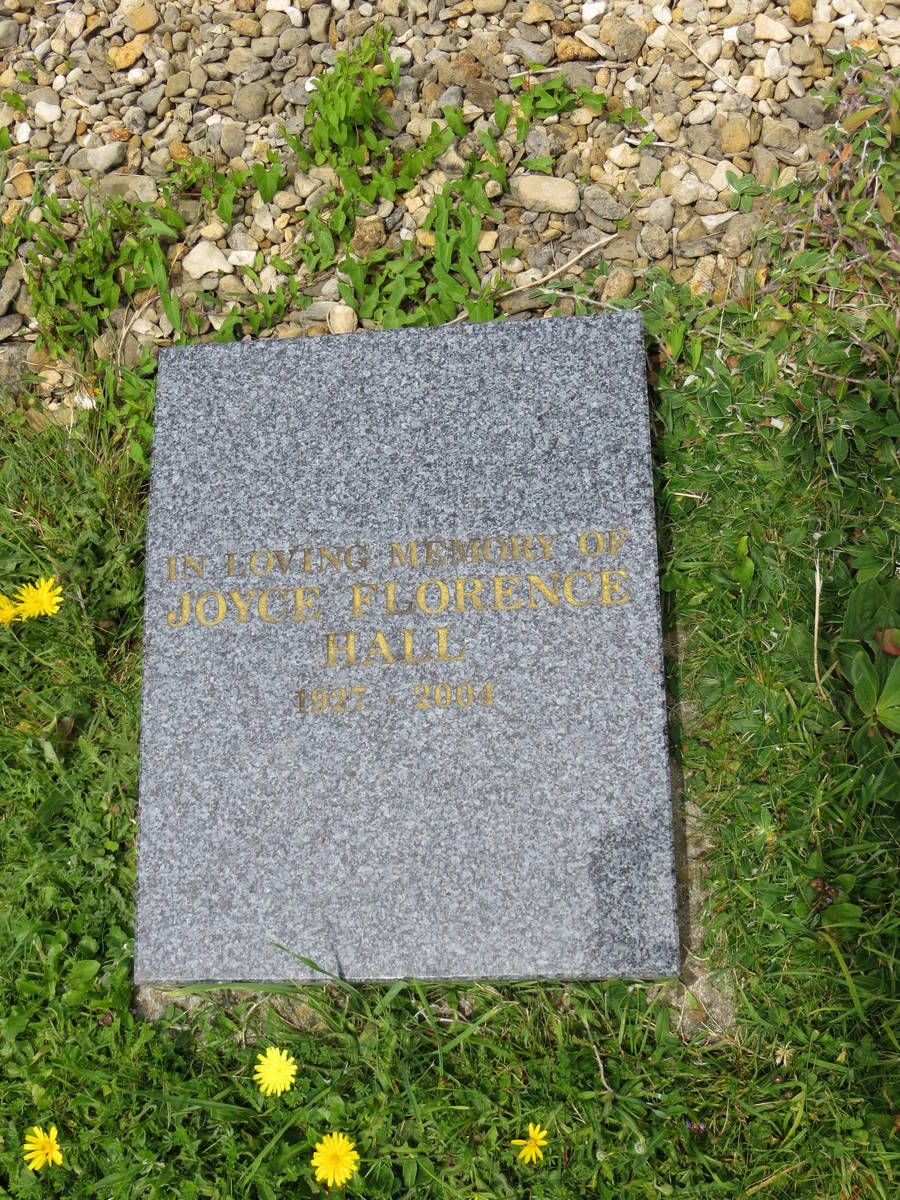 IN LOVING MEMORY OF
JOYCE FLORENCE
HALL
1927 - 2004